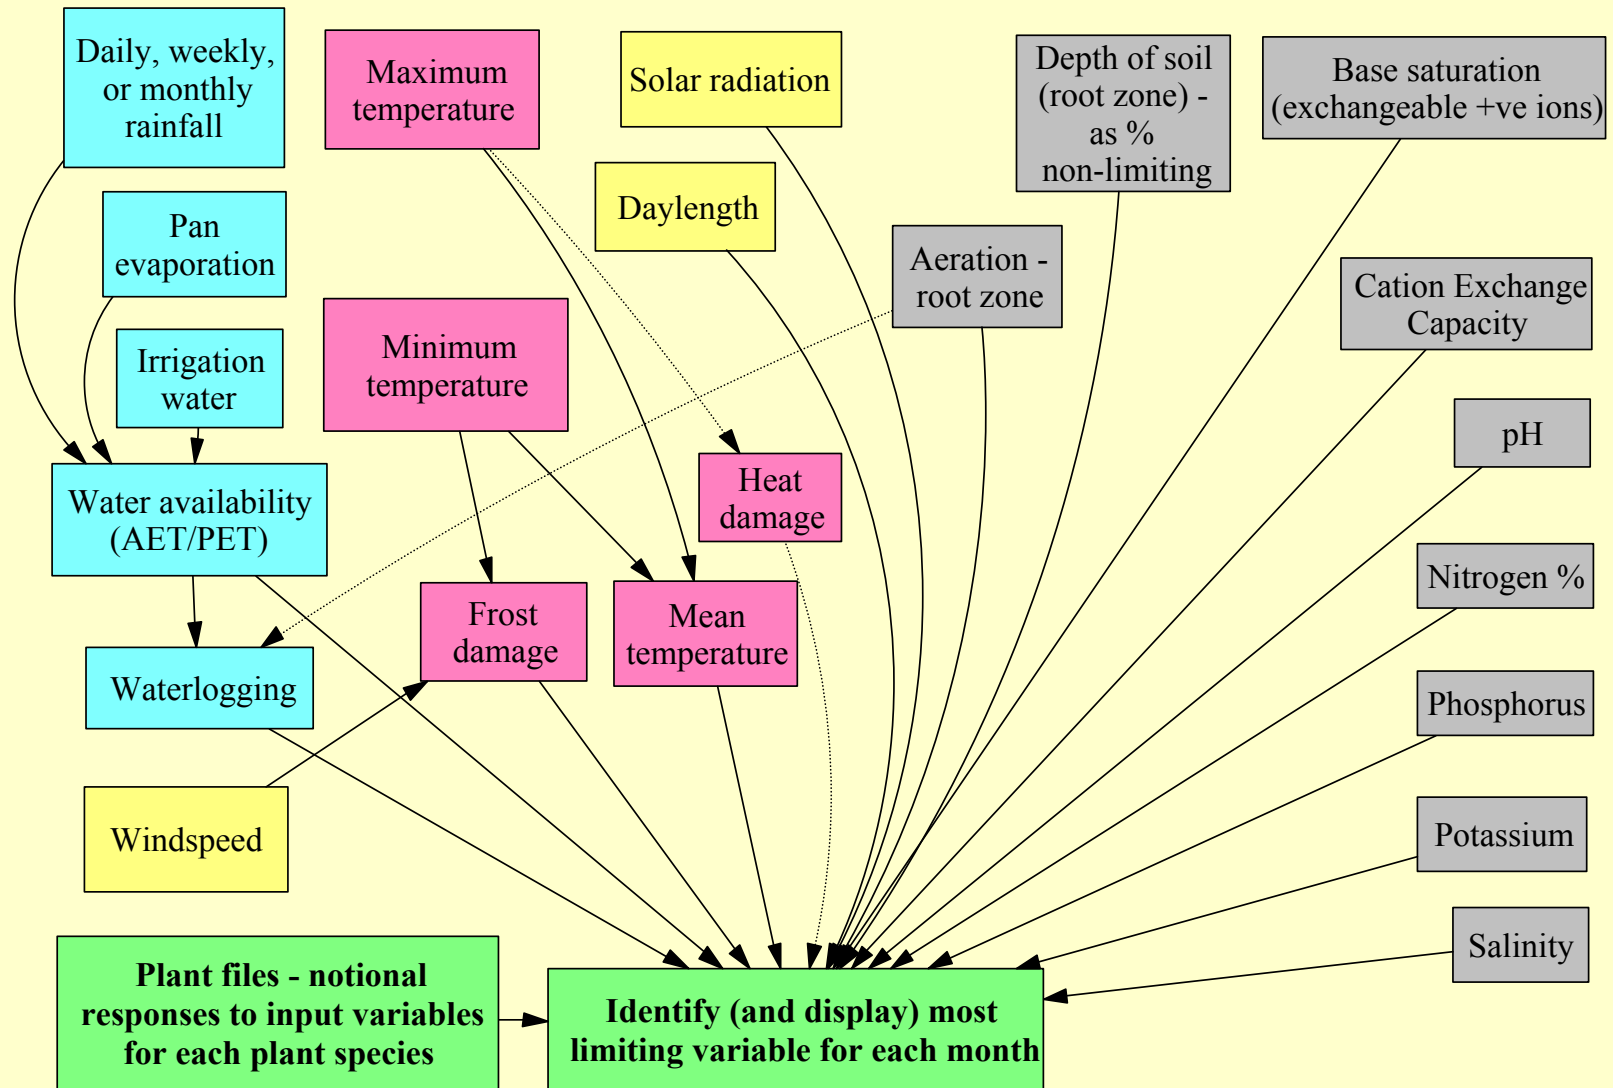 Daily, weekly,
or monthly
rainfall
Maximum
temperature
Solar radiation
Depth of soil
(root zone) -
as %
non-limiting
Base saturation
(exchangeable +ve ions)
Pan
evaporation
Daylength
Aeration -
root zone
Cation Exchange
Capacity
Irrigation
water
Minimum
temperature
pH
Water availability
(AET/PET)
Heat
damage
Nitrogen %
Frost
damage
Mean
temperature
Waterlogging
Phosphorus
Windspeed
Potassium
Salinity
Plant files - notional
responses to input variables
for each plant species
Identify (and display) most
limiting variable for each month